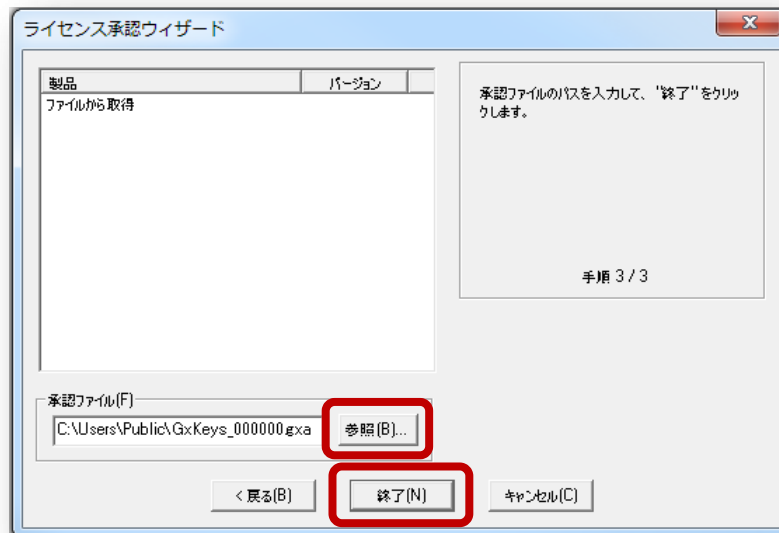 ライセンス承認ウィザード
製品 バージョン
ファイルから取得
承認ファイルのパスを入力して、"終了"をクリッ
クします。
手順 3 / 3
承認ファイル(F)
C:\Users\Public\GxKeys_000000.gxa 参照(B)...
< 戻る(B) 終了(N) キャンセル(C)